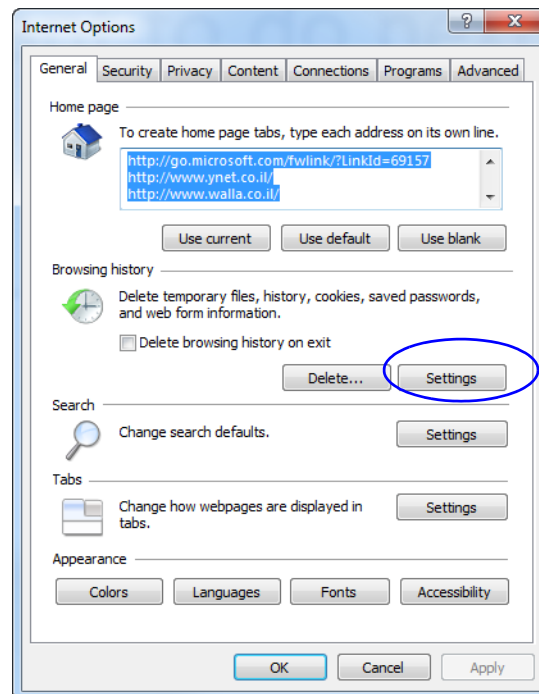 Internet Options
General Security Privacy Content Connections Programs Advanced
Home page
To create home page tabs, type each address on its own line.
http://go.microsoft.com/fwlink/?LinkId=69157
http://www.ynet.co.il/
http://www.walla.co.il/
Use current Use default Use blank
Browsing history
Delete temporary files, history, cookies, saved passwords,
and web form information.
Delete browsing history on exit
Delete... Settings
Search
Change search defaults. Settings
Tabs
Change how webpages are displayed in Settings
tabs.
Appearance
Colors Languages Fonts Accessibility
OK Cancel Apply